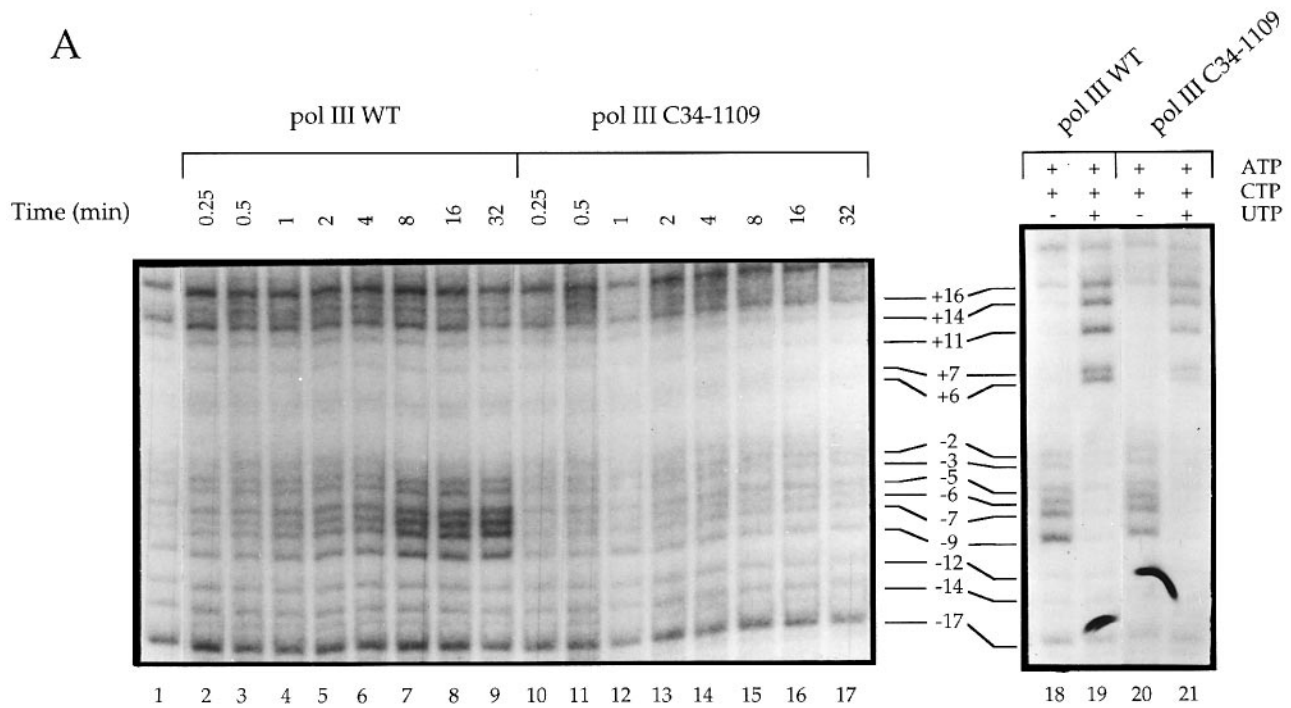 A
pol III WT
pol III C34-1109
pol III WT
pol III C34-1109
Time (min)
0.25
0.5
1
2
4
8
16
32
0.25
0.5
1
2
4
8
16
32
+ + + + ATP
+ + + + CTP
- + - + UTP
+16
+14
+11
+7
+6
-2
-3
-5
-6
-7
-9
-12
-14
-17
1 2 3 4 5 6 7 8 9 10 11 12 13 14 15 16 17
18 19 20 21